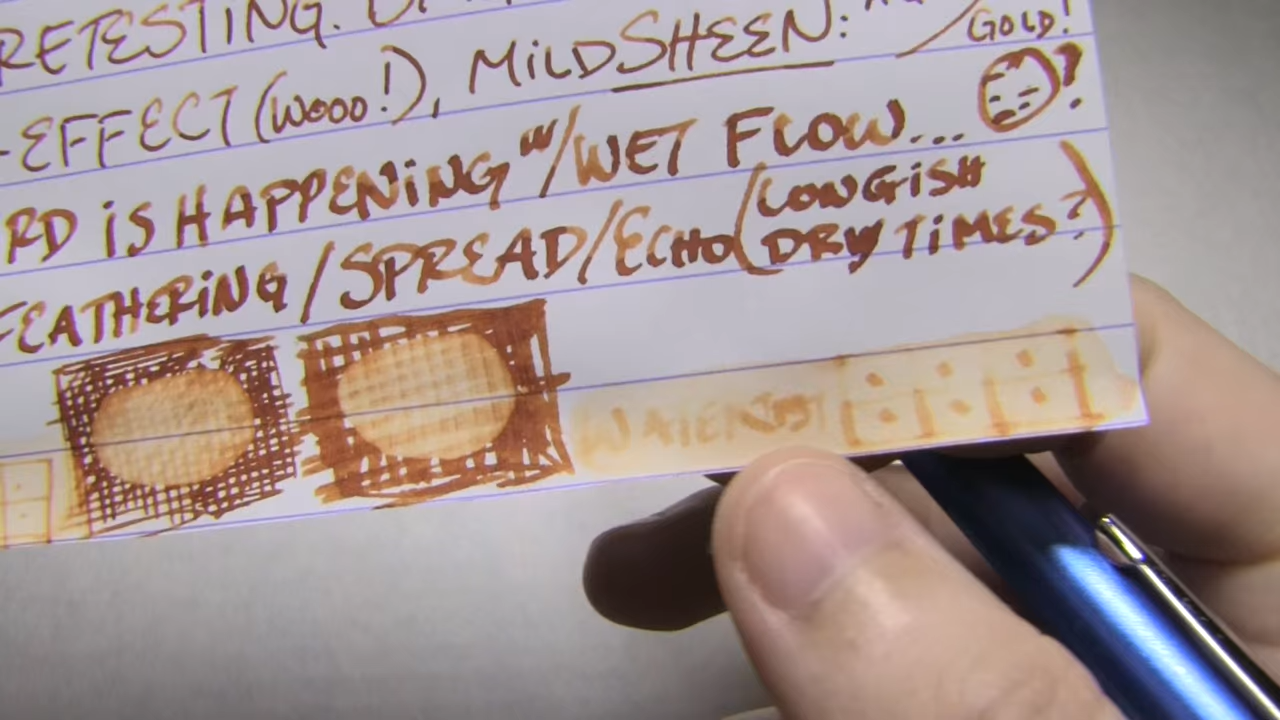 RETESTING.
-EFFECT (WOOO!), MILD SHEEN:
GOLD!
RD iS HAPPENiNG w/WET FLOW... ?
FEATHERiNG/SPREAD/ECHO (LONGiSH
DRY TiMES?)